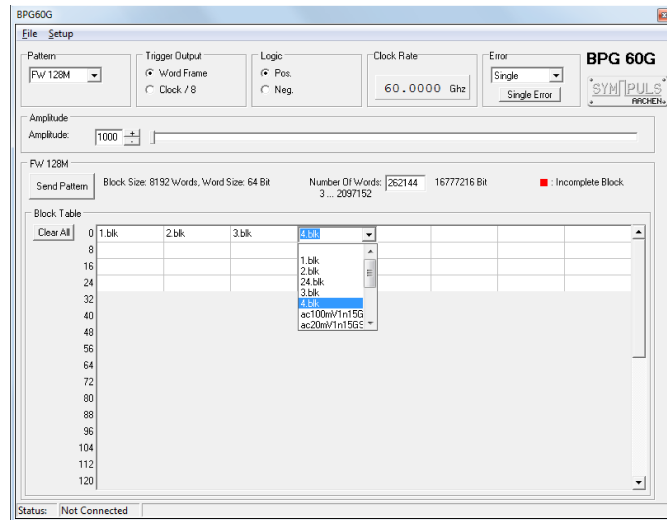 BPG60G
File Setup
Pattern
FW 128M
Trigger Output
Word Frame
Clock / 8
Logic
Pos.
Neg.
Clock Rate
60.0000 Ghz
Error
Single
Single Error
BPG 60G
SYMPULS
AACHEN
Amplitude
Amplitude: 1000
FW 128M
Send Pattern Block Size: 8192 Words, Word Size: 64 Bit Number Of Words: 262144 16777216 Bit : Incomplete Block
3 ... 2097152
Block Table
Clear All 0 1.blk 2.blk 3.blk 4.blk
8
16
24
32
40
48
56
64
72
80
88
96
104
112
120
1.blk
2.blk
24.blk
3.blk
4.blk
ac100mV1n15G
ac20mV1n15GS
Status: Not Connected